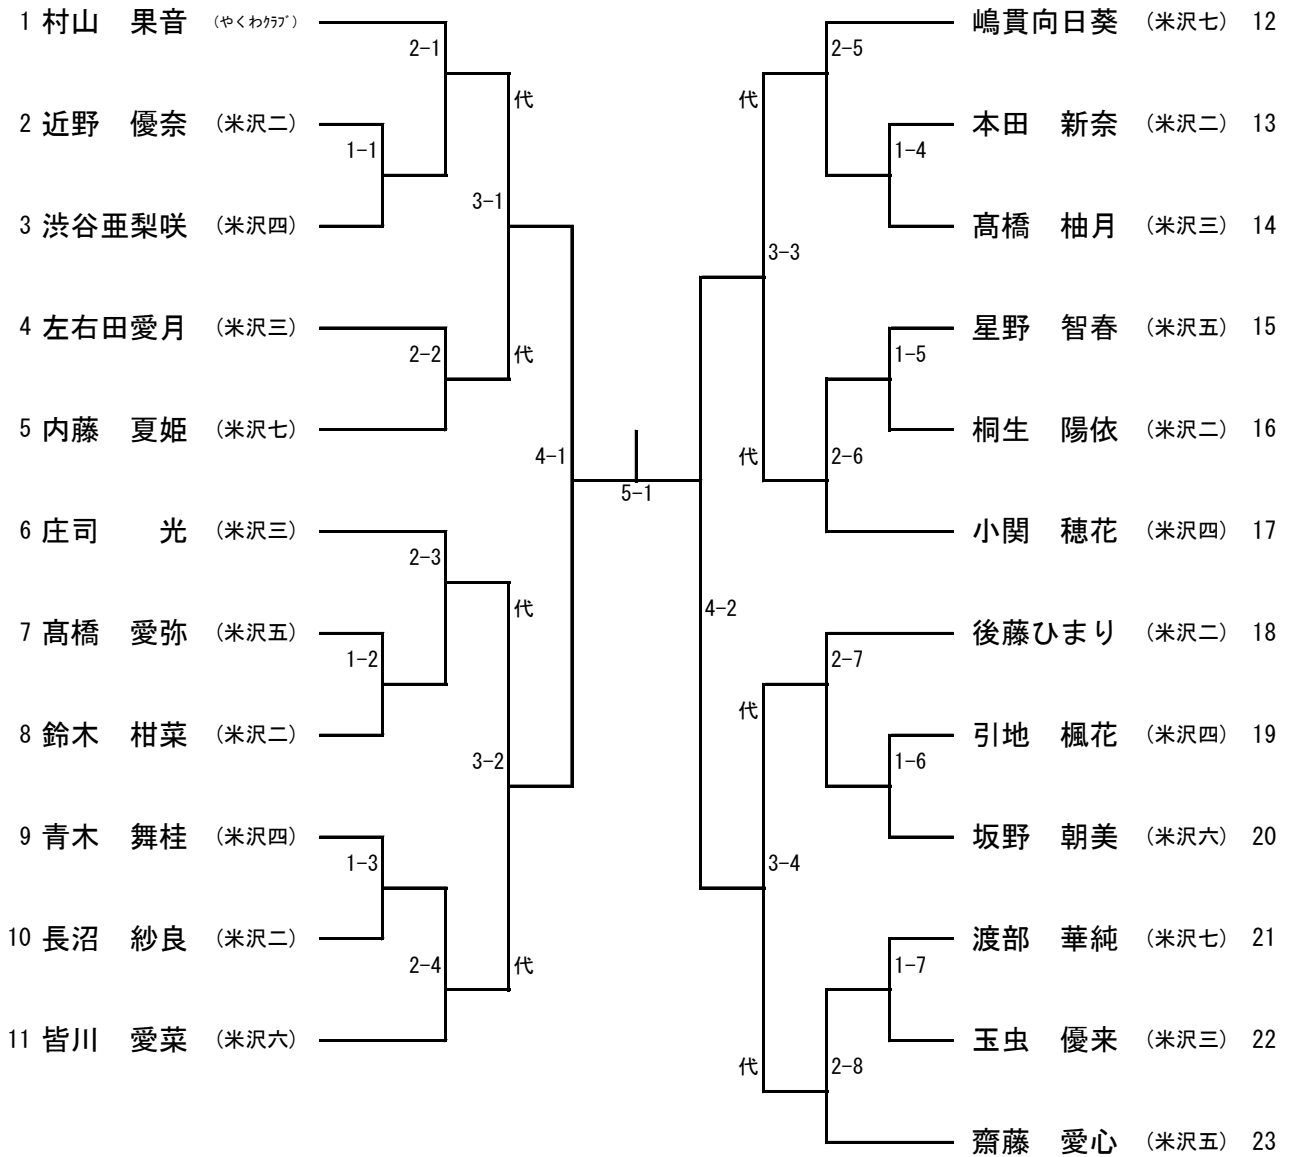 1 村山　果音 （やくわｸﾗﾌﾞ）
2-1
代
2 近野　優奈 （米沢二）
1-1
3-1
3 渋谷亜梨咲 （米沢四）
4 左右田愛月 （米沢三）
2-2
代
5 内藤　夏姫 （米沢七）
4-1
6 庄司　　光 （米沢三）
2-3
代
7 髙橋　愛弥 （米沢五）
1-2
8 鈴木　柑菜 （米沢二）
3-2
9 青木　舞桂 （米沢四）
1-3
10 長沼　紗良 （米沢二）
2-4
代
11 皆川　愛菜 （米沢六）
5-1
嶋貫向日葵 （米沢七） 12
2-5
代
本田　新奈 （米沢二） 13
1-4
髙橋　柚月 （米沢三） 14
3-3
星野　智春 （米沢五） 15
1-5
桐生　陽依 （米沢二） 16
代
2-6
小関　穂花 （米沢四） 17
4-2
後藤ひまり （米沢二） 18
2-7
代
引地　楓花 （米沢四） 19
1-6
坂野　朝美 （米沢六） 20
3-4
渡部　華純 （米沢七） 21
1-7
玉虫　優来 （米沢三） 22
代
2-8
齋藤　愛心 （米沢五） 23